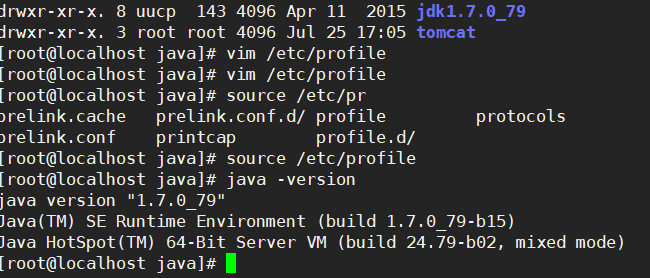 drwxr-xr-x. 8 uucp  143 4096 Apr 11  2015 jdk1.7.0_79
drwxr-xr-x. 3 root root 4096 Jul 25 17:05 tomcat
[root@localhost java]# vim /etc/profile
[root@localhost java]# vim /etc/profile
[root@localhost java]# source /etc/pr
prelink.cache   prelink.conf.d/ profile         protocols
prelink.conf    printcap        profile.d/
[root@localhost java]# source /etc/profile
[root@localhost java]# java -version
java version "1.7.0_79"
Java(TM) SE Runtime Environment (build 1.7.0_79-b15)
Java HotSpot(TM) 64-Bit Server VM (build 24.79-b02, mixed mode)
[root@localhost java]#